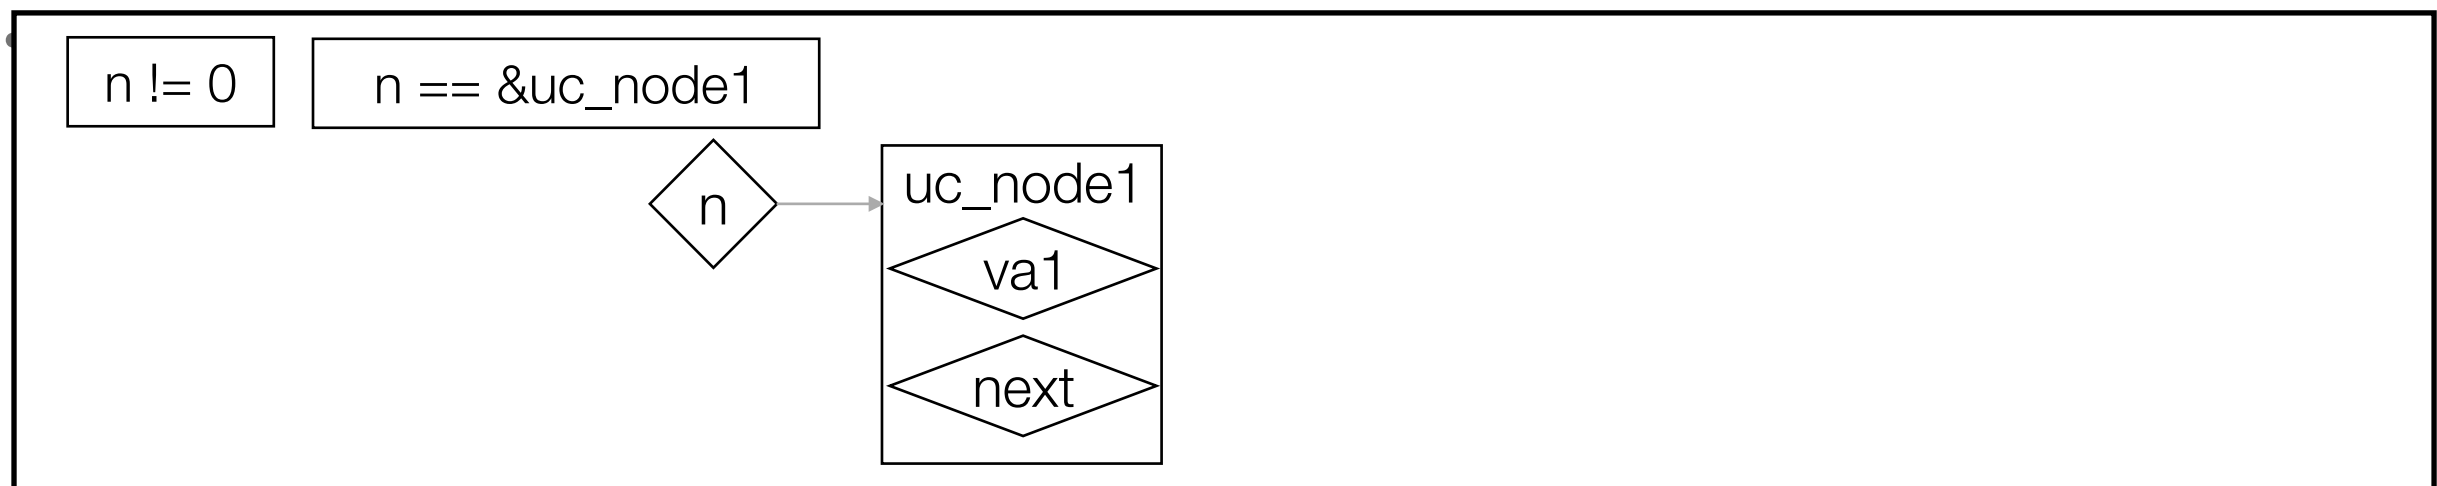 n != 0
n == &uc_node1
n
uc_node1
va1
next